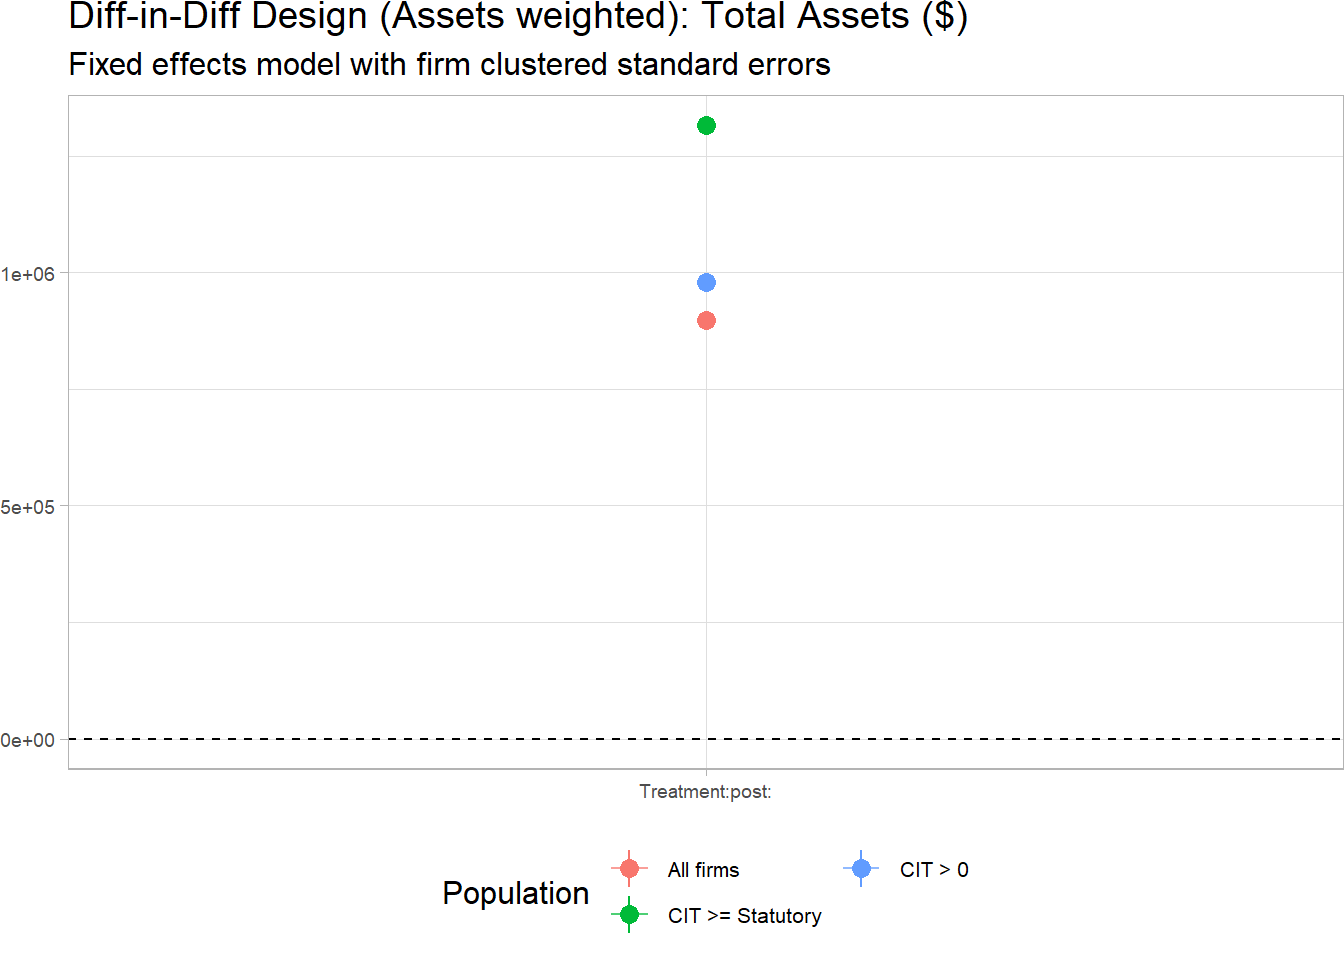 Diff-in-Diff Design (Assets weighted): Total Assets ($)
Fixed effects model with firm clustered standard errors
1e+06
5e+05
0e+00
Treatment:post:
Population
All firms
CIT > 0
CIT >= Statutory